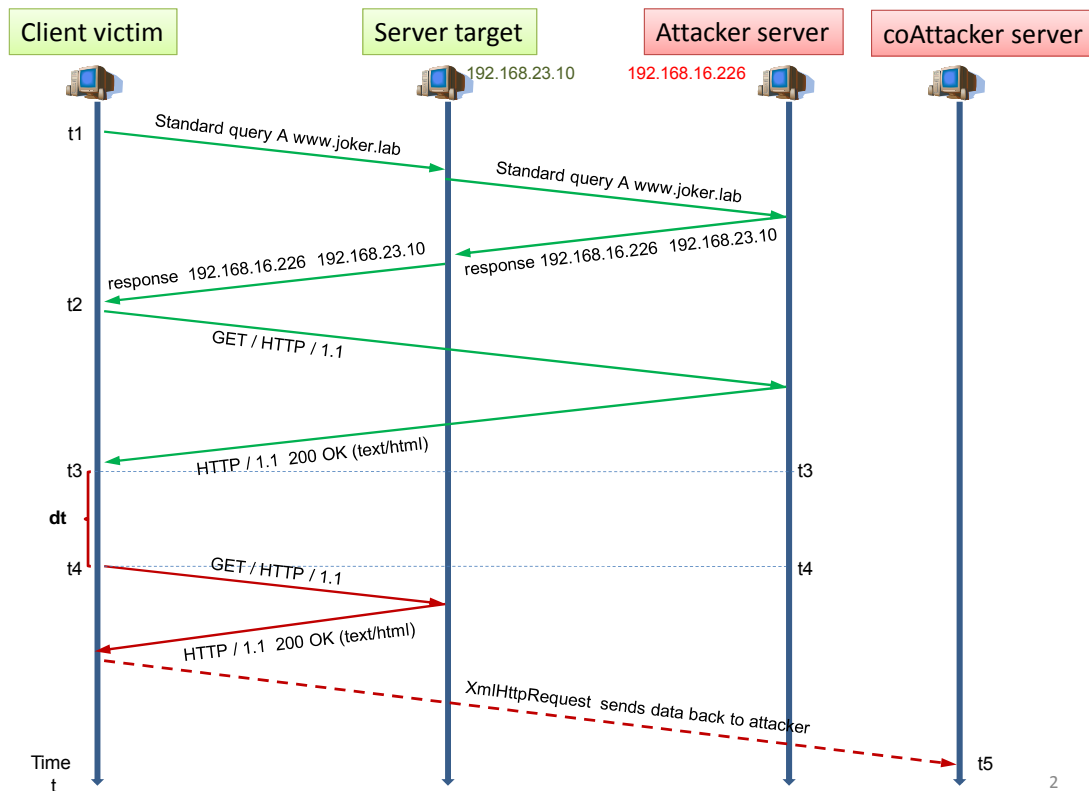 Client victim
Server target
Attacker server
coAttacker server
192.168.23.10
192.168.16.226
t1
Standard query A www.joker.lab
Standard query A www.joker.lab
response 192.168.16.226 192.168.23.10
response 192.168.16.226 192.168.23.10
t2
GET / HTTP / 1.1
HTTP / 1.1 200 OK (text/html)
t3
t3
dt
t4
t4
GET / HTTP / 1.1
HTTP / 1.1 200 OK (text/html)
XmlHttpRequest sends data back to attacker
t5
Time
t
2